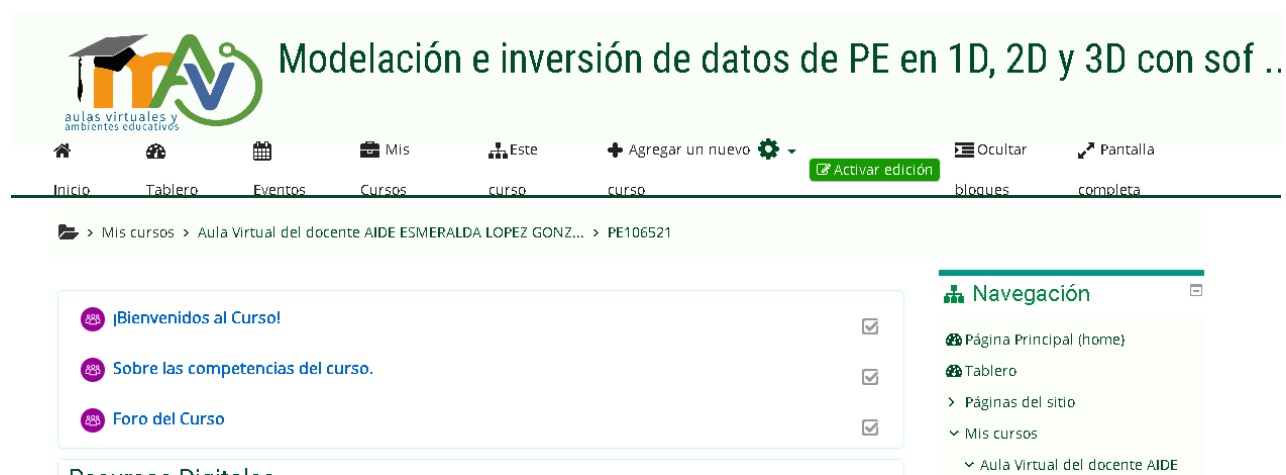 Modelación e inversión de datos de PE en 1D, 2D y 3D con sof ...
aulas virtuales y
ambientes educativos
Inicio
Tablero
Eventos
Mis
Cursos
Este
curso
Agregar un nuevo
curso
Activar edición
Ocultar
bloques
Pantalla
completa
> Mis cursos > Aula Virtual del docente AIDE ESMERALDA LOPEZ GONZ... > PE106521
¡Bienvenidos al Curso!
Sobre las competencias del curso.
Foro del Curso
Recursos Digitales
Navegación
Página Principal (home)
Tablero
Páginas del sitio
Mis cursos
Aula Virtual del docente AIDE